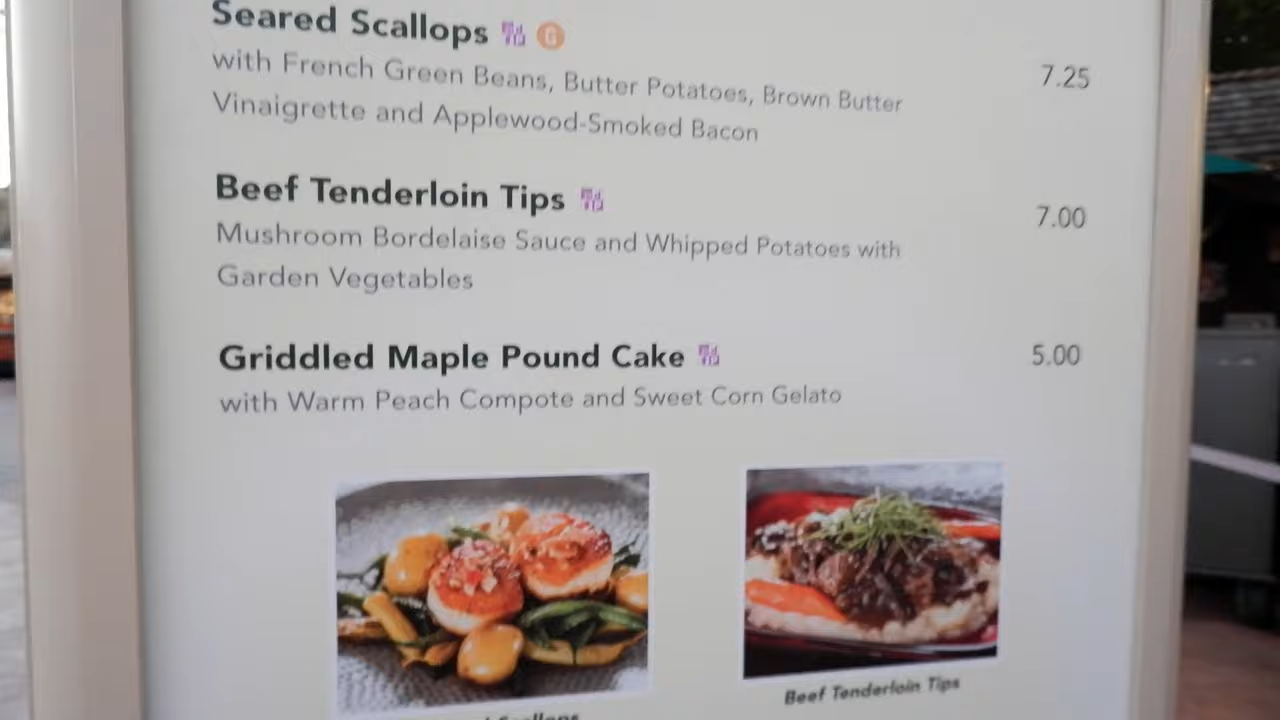 Seared Scallops G
with French Green Beans, Butter Potatoes, Brown Butter
Vinaigrette and Applewood-Smoked Bacon
7.25
Beef Tenderloin Tips
Mushroom Bordelaise Sauce and Whipped Potatoes with
Garden Vegetables
7.00
Griddled Maple Pound Cake
with Warm Peach Compote and Sweet Corn Gelato
5.00
Scallops
Beef Tenderloin Tips